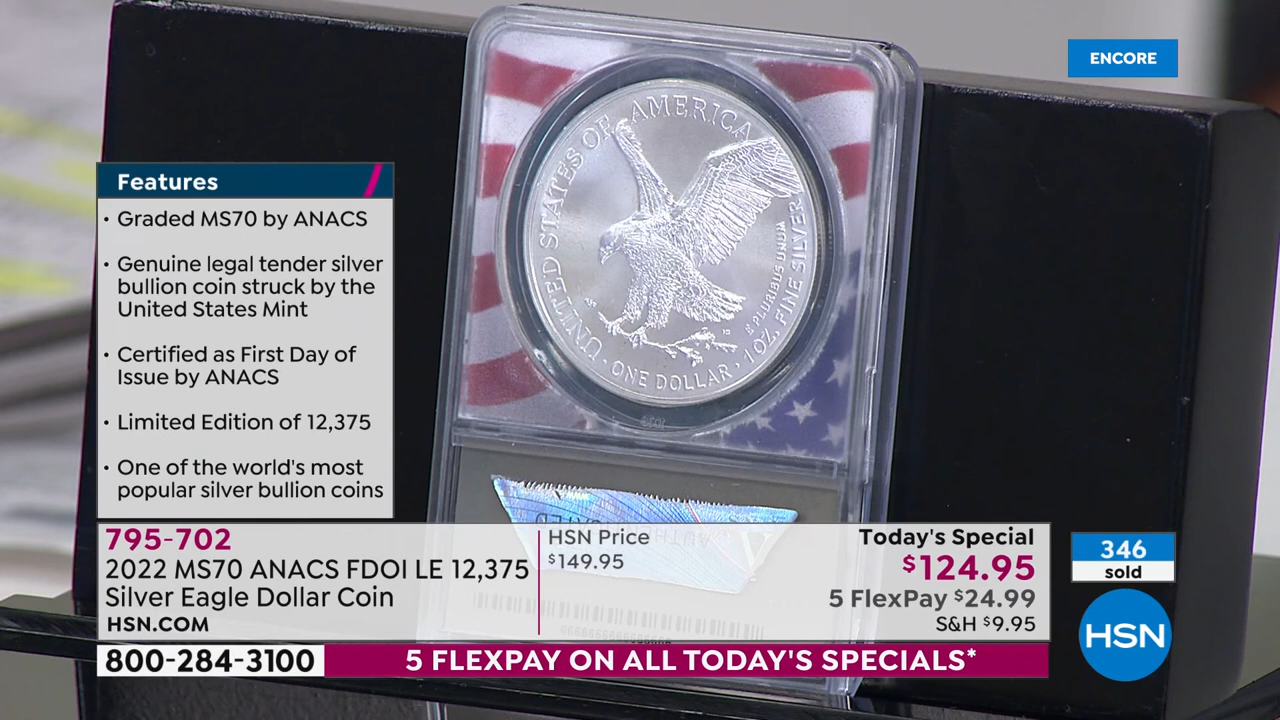 ENCORE
UNITED STATES OF AMERICA
E PLURIBUS UNUM
1 OZ. FINE SILVER
ONE DOLLAR
Features
• Graded MS70 by ANACS
• Genuine legal tender silver
bullion coin struck by the
United States Mint
• Certified as First Day of
Issue by ANACS
• Limited Edition of 12,375
• One of the world's most
popular silver bullion coins
795-702
2022 MS70 ANACS FDOI LE 12,375
Silver Eagle Dollar Coin
HSN.COM
HSN Price
$149.95
Today's Special
$124.95
5 FlexPay $24.99
S&H $9.95
346
sold
HSN
800-284-3100
5 FLEXPAY ON ALL TODAY'S SPECIALS*